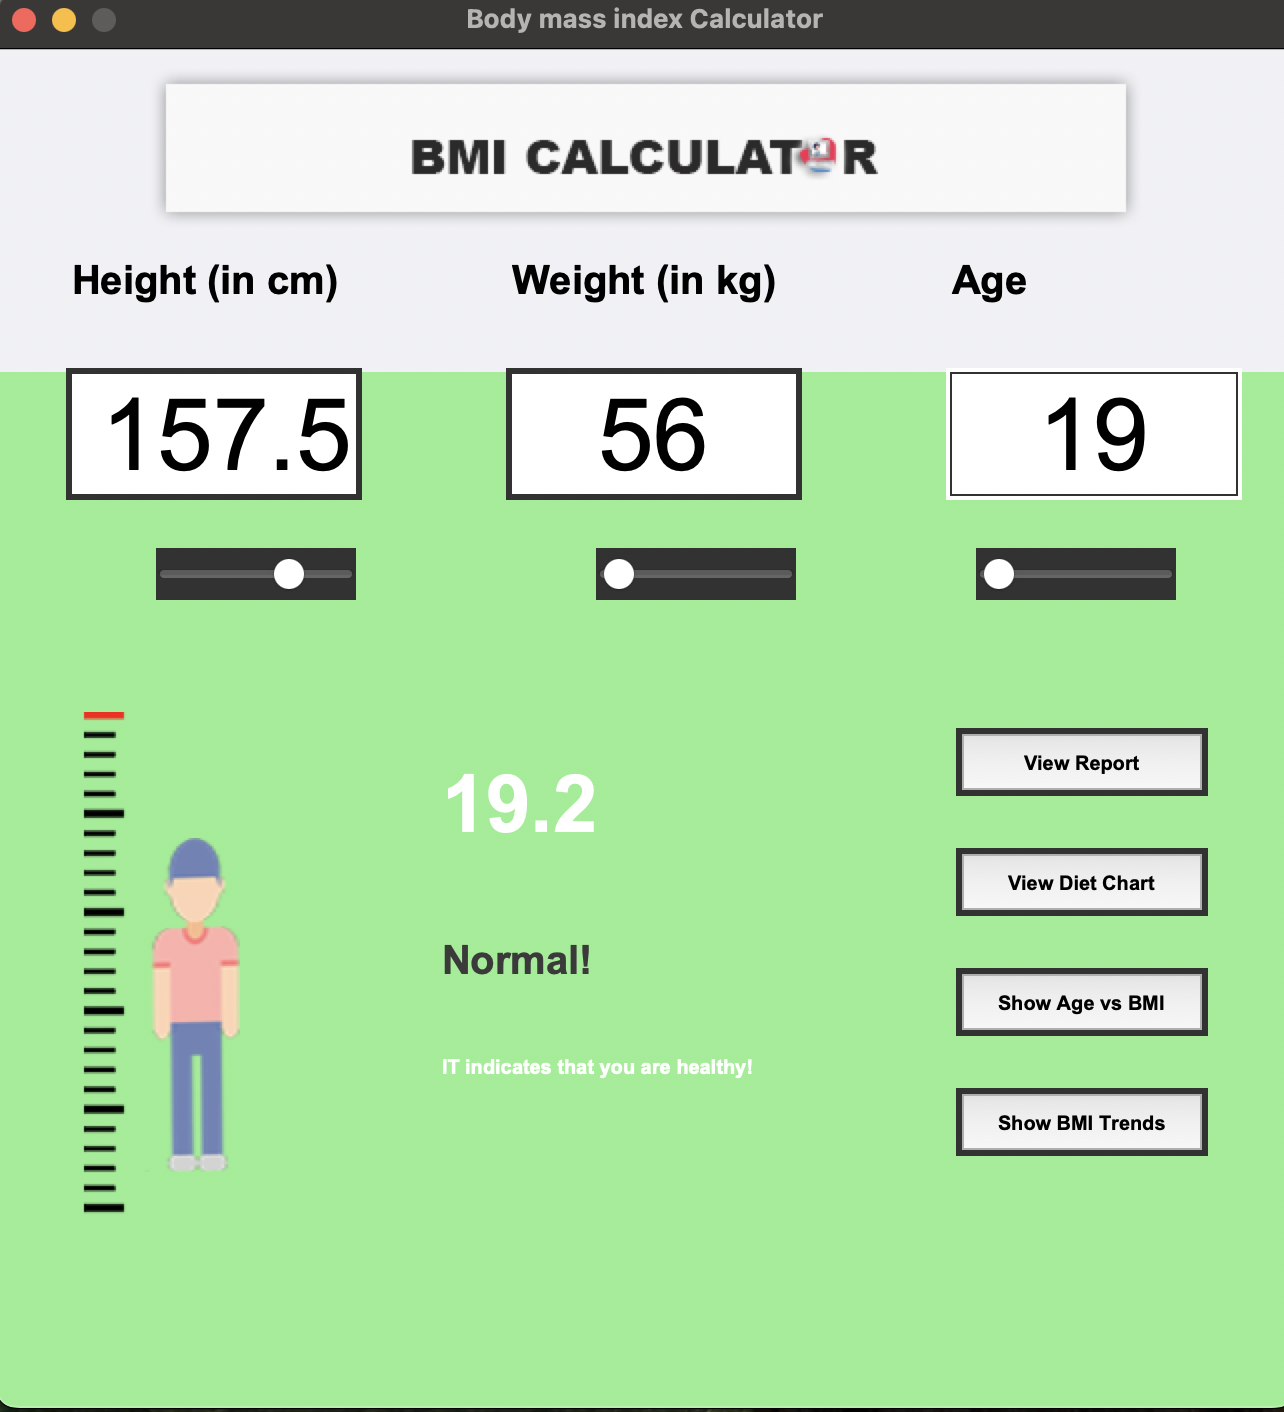 Body mass index Calculator
BMI CALCULATOR
Height (in cm)
Weight (in kg)
Age
157.5
56
19
19.2
Normal!
IT indicates that you are healthy!
View Report
View Diet Chart
Show Age vs BMI
Show BMI Trends